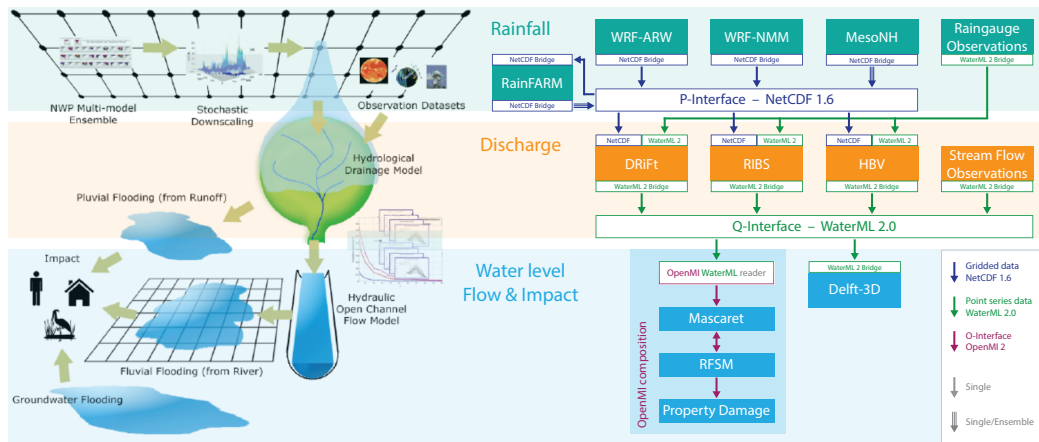 Rainfall
NWP Multi-model
Ensemble
Stochastic
Downscaling
Observation Datasets
WRF-ARW
NetCDF Bridge
WRF-NMM
NetCDF Bridge
MesoNH
NetCDF Bridge
Raingauge
Observations
WaterML 2 Bridge
NetCDF Bridge
RainFARM
NetCDF Bridge
P-Interface – NetCDF 1.6
Discharge
Hydrological
Drainage Model
Pluvial Flooding (from Runoff)
NetCDF
WaterML 2
DRiFt
WaterML 2 Bridge
NetCDF
WaterML 2
RIBS
WaterML 2 Bridge
NetCDF
WaterML 2
HBV
WaterML 2 Bridge
Stream Flow
Observations
WaterML 2 Bridge
Q-Interface – WaterML 2.0
Water level
Flow & Impact
Impact
Hydraulic
Open Channel
Flow Model
Fluvial Flooding (from River)
Groundwater Flooding
OpenMI composition
OpenMI WaterML reader
Mascaret
RFSM
Property Damage
WaterML 2 Bridge
Delft-3D
Gridded data
NetCDF 1.6
Point series data
WaterML 2.0
O-Interface
OpenMI 2
Single
Single/Ensemble